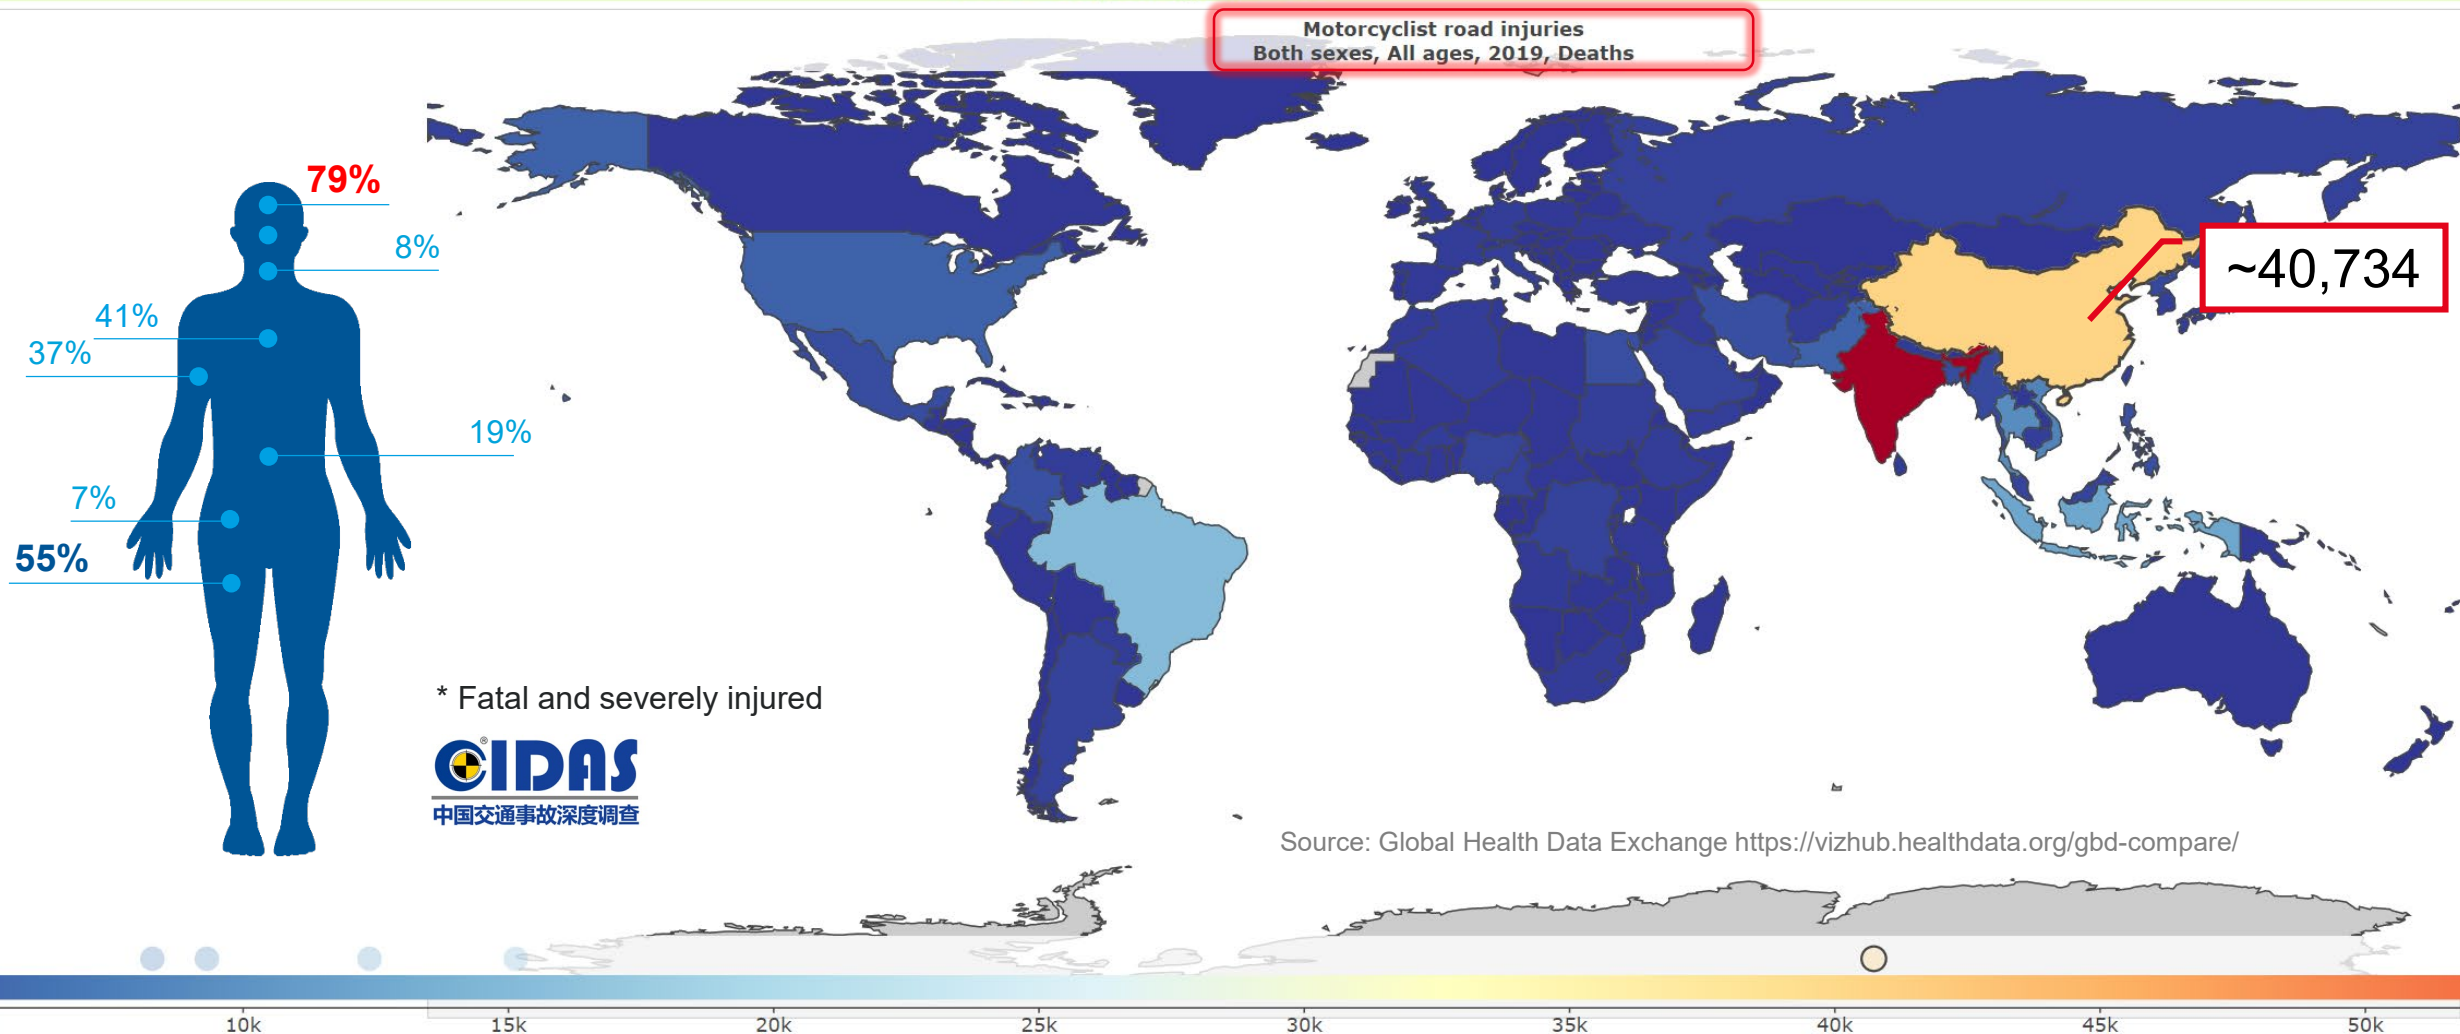 Motorcyclist road injuries
Both sexes, All ages, 2019, Deaths
79%
8%
41%
37%
19%
7%
55%
~40,734
* Fatal and severely injured
CIDAS®
中国交通事故深度调查
Source: Global Health Data Exchange https://vizhub.healthdata.org/gbd-compare/
10k 15k 20k 25k 30k 35k 40k 45k 50k